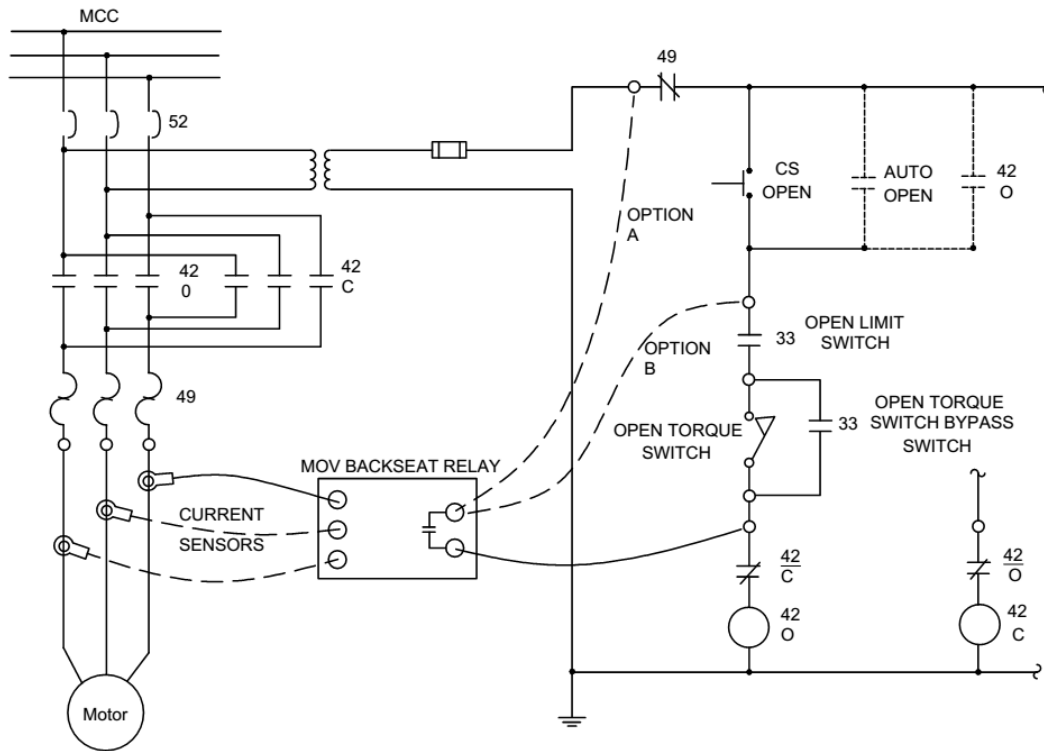 MCC
52
49
CS
OPEN
AUTO
OPEN
42
O
OPTION
A
42
0
42
C
OPTION
B
33
OPEN LIMIT
SWITCH
49
OPEN TORQUE
SWITCH
33
OPEN TORQUE
SWITCH BYPASS
SWITCH
MOV BACKSEAT RELAY
CURRENT
SENSORS
42
C
42
O
42
O
42
C
Motor